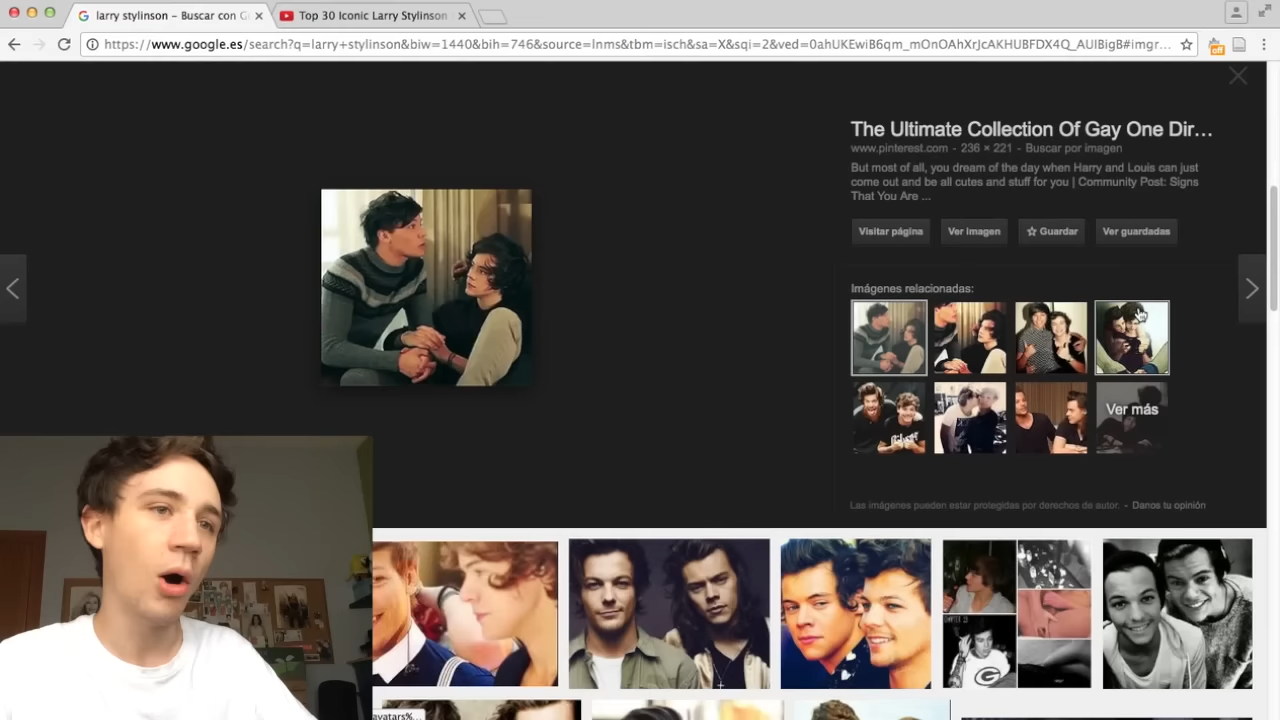 larry stylinson - Buscar con G
Top 30 Iconic Larry Stylinson
https://www.google.es/search?q=larry+stylinson&biw=1440&bih=746&source=lnms&tbm=isch&sa=X&sqi=2&ved=0ahUKEwiB6qm_mOnOAhXrJcAKHUBFDX4Q_AUIBigB#imgr...
off
The Ultimate Collection Of Gay One Dir...
www.pinterest.com - 236 × 221 - Buscar por imagen
But most of all, you dream of the day when Harry and Louis can just
come out and be all cutes and stuff for you | Community Post: Signs
That You Are ...
Visitar página
Ver imagen
Guardar
Ver guardadas
Imágenes relacionadas:
Ver más
Las imágenes pueden estar protegidas por derechos de autor. - Danos tu opinión
avatars%...